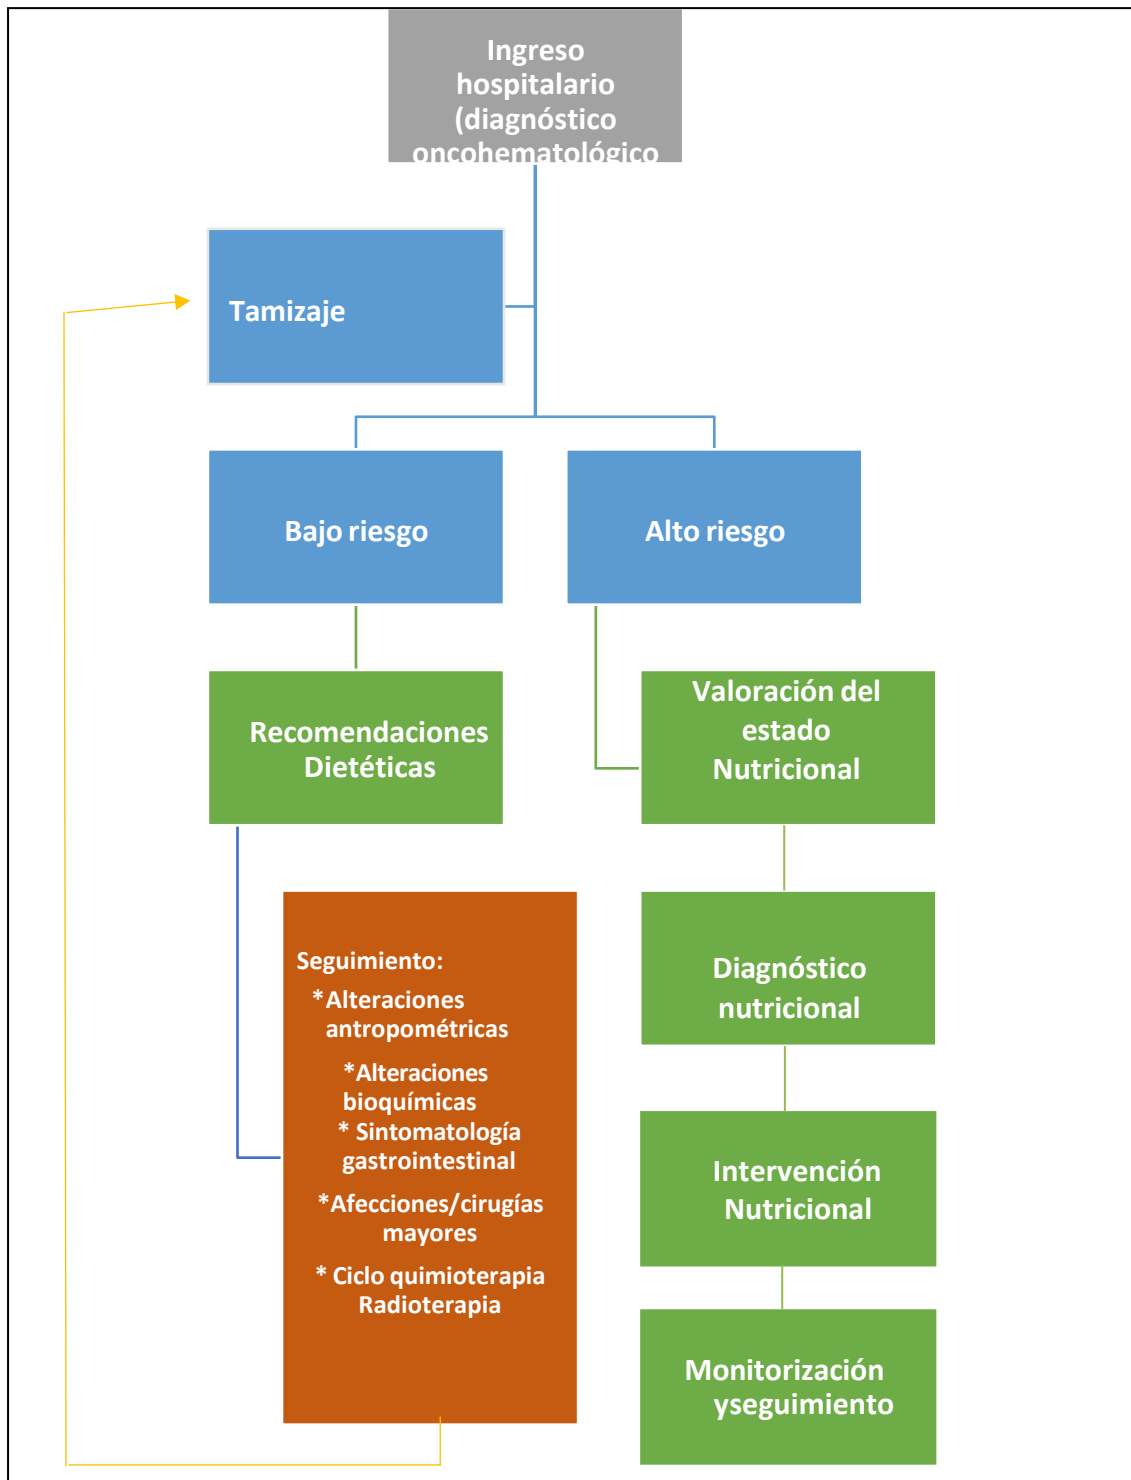 Ingreso
hospitalario
(diagnóstico
oncohematológico
Tamizaje
Bajo riesgo
Alto riesgo
Recomendaciones
Dietéticas
Valoración del
estado
Nutricional
Seguimiento:
*Alteraciones
antropométricas
*Alteraciones
bioquímicas
* Sintomatología
gastrointestinal
*Afecciones/cirugías
mayores
* Ciclo quimioterapia
Radioterapia
Diagnóstico
nutricional
Intervención
Nutricional
Monitorización
yseguimiento